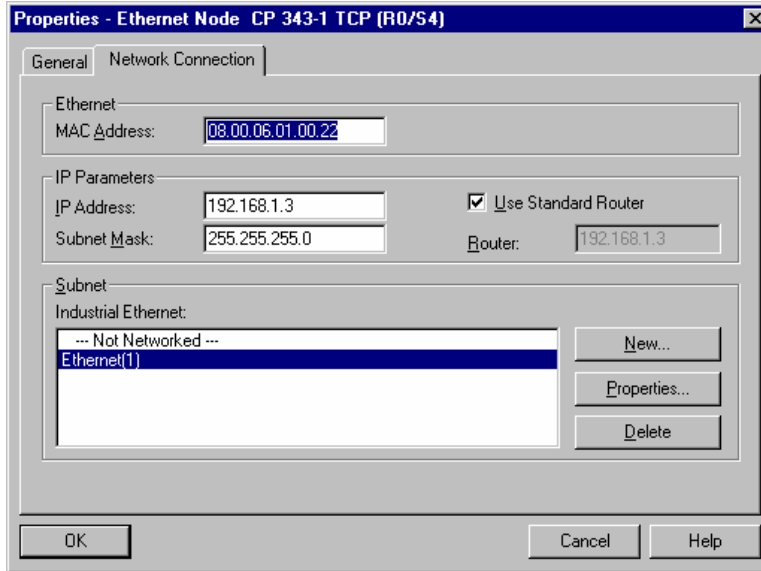 Properties - Ethernet Node CP 343-1 TCP (R0/S4)
General Network Connection
Ethernet
MAC Address: 08.00.06.01.00.22
IP Parameters
IP Address: 192.168.1.3 Use Standard Router
Subnet Mask: 255.255.255.0 Router: 192.168.1.3
Subnet
Industrial Ethernet:
--- Not Networked ---
Ethernet(1)
New...
Properties...
Delete
OK Cancel Help